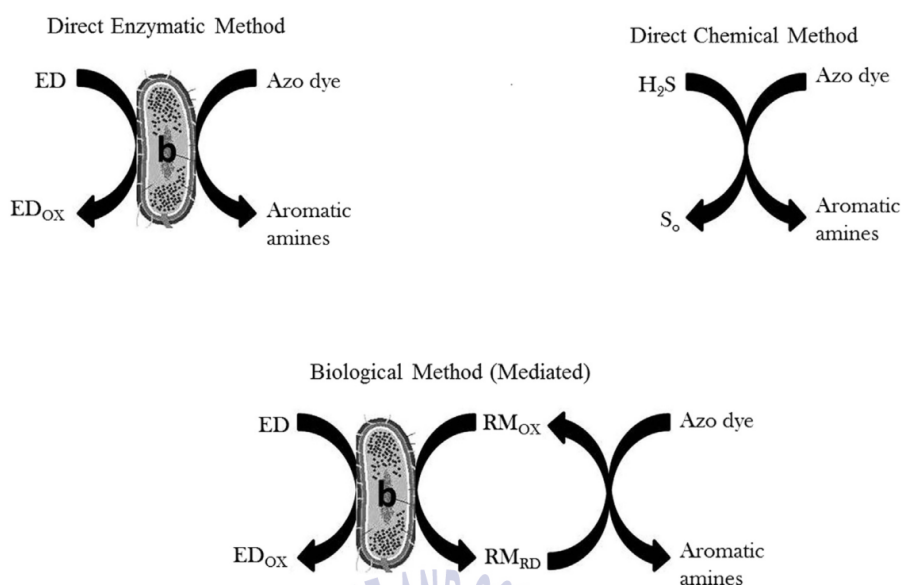 Direct Enzymatic Method
ED
Azo dye
b
ED_OX
Aromatic
amines
Direct Chemical Method
H₂S
Azo dye
S₀
Aromatic
amines
Biological Method (Mediated)
ED
RM_OX
Azo dye
b
ED_OX
RM_RD
Aromatic
amines